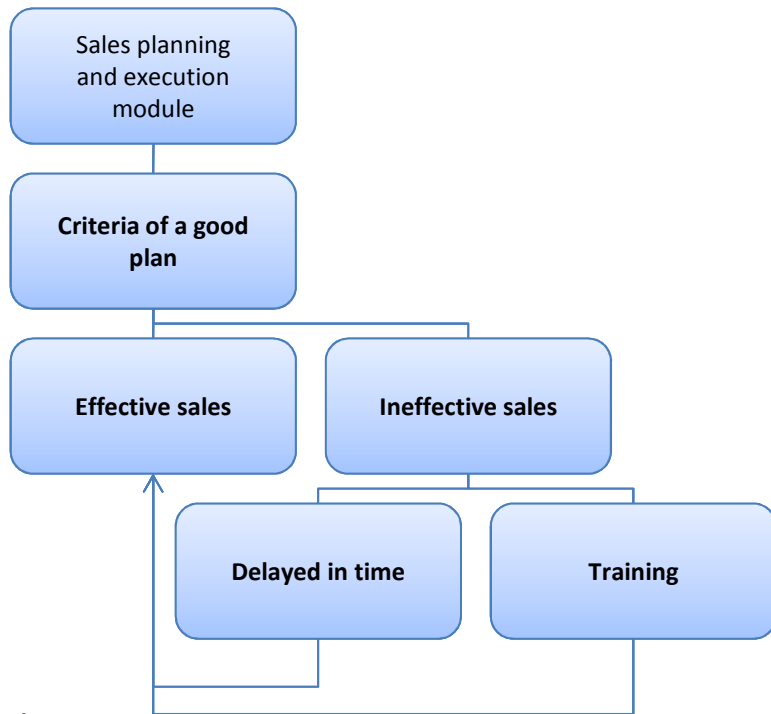 Sales planning
and execution
module
Criteria of a good
plan
Effective sales
Ineffective sales
Delayed in time
Training